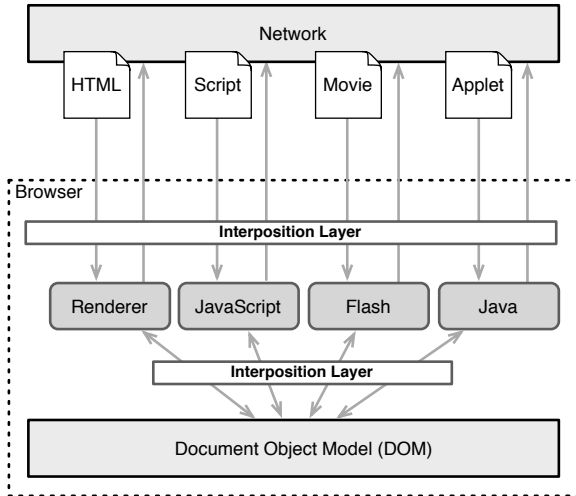 Network
HTML
Script
Movie
Applet
Browser
Interposition Layer
Renderer
JavaScript
Flash
Java
Interposition Layer
Document Object Model (DOM)